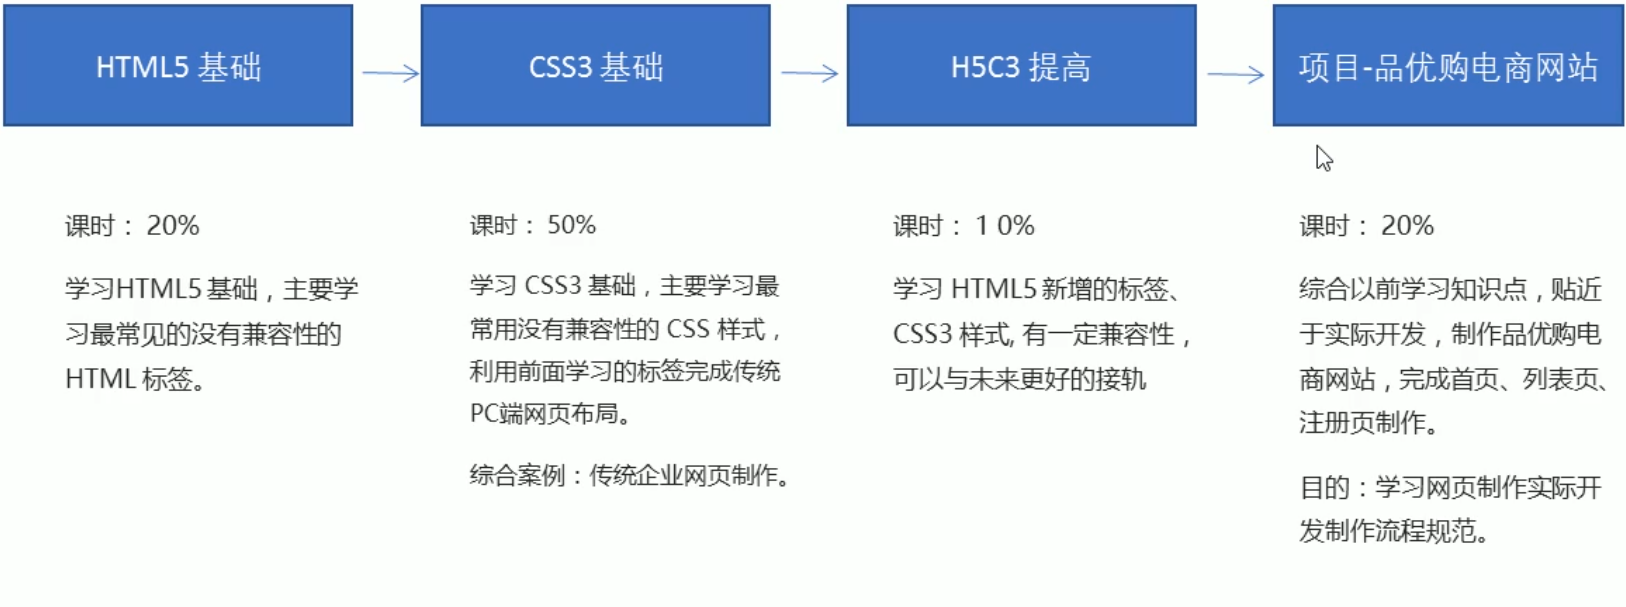 HTML5 基础
CSS3 基础
H5C3 提高
项目-品优购电商网站
课时： 20%
学习HTML5 基础，主要学
习最常见的没有兼容性的
HTML 标签。
课时： 50%
学习 CSS3 基础，主要学习最
常用没有兼容性的 CSS 样式，
利用前面学习的标签完成传统
PC端网页布局。
综合案例：传统企业网页制作。
课时： 1 0%
学习 HTML5 新增的标签、
CSS3 样式, 有一定兼容性，
可以与未来更好的接轨
课时： 20%
综合以前学习知识点，贴近
于实际开发，制作品优购电
商网站，完成首页、列表页、
注册页制作。
目的：学习网页制作实际开
发制作流程规范。